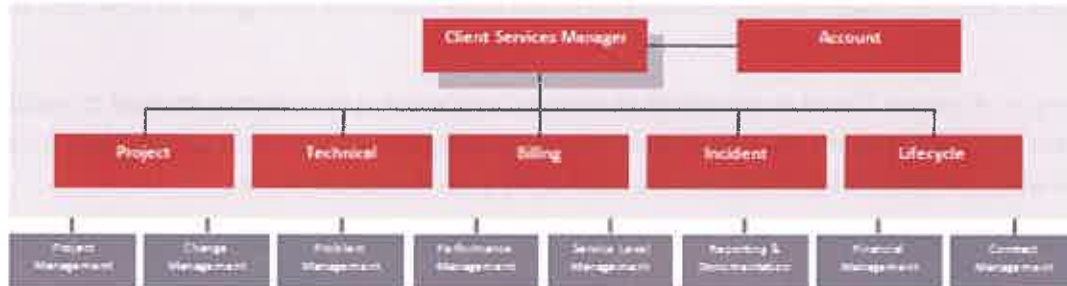 Client Services Manager
Account
Project
Technical
Billing
Incident
Lifecycle
Project
Management
Change
Management
Problem
Management
Performance
Management
Service Level
Management
Reporting &
Documentation
Financial
Management
Contract
Management